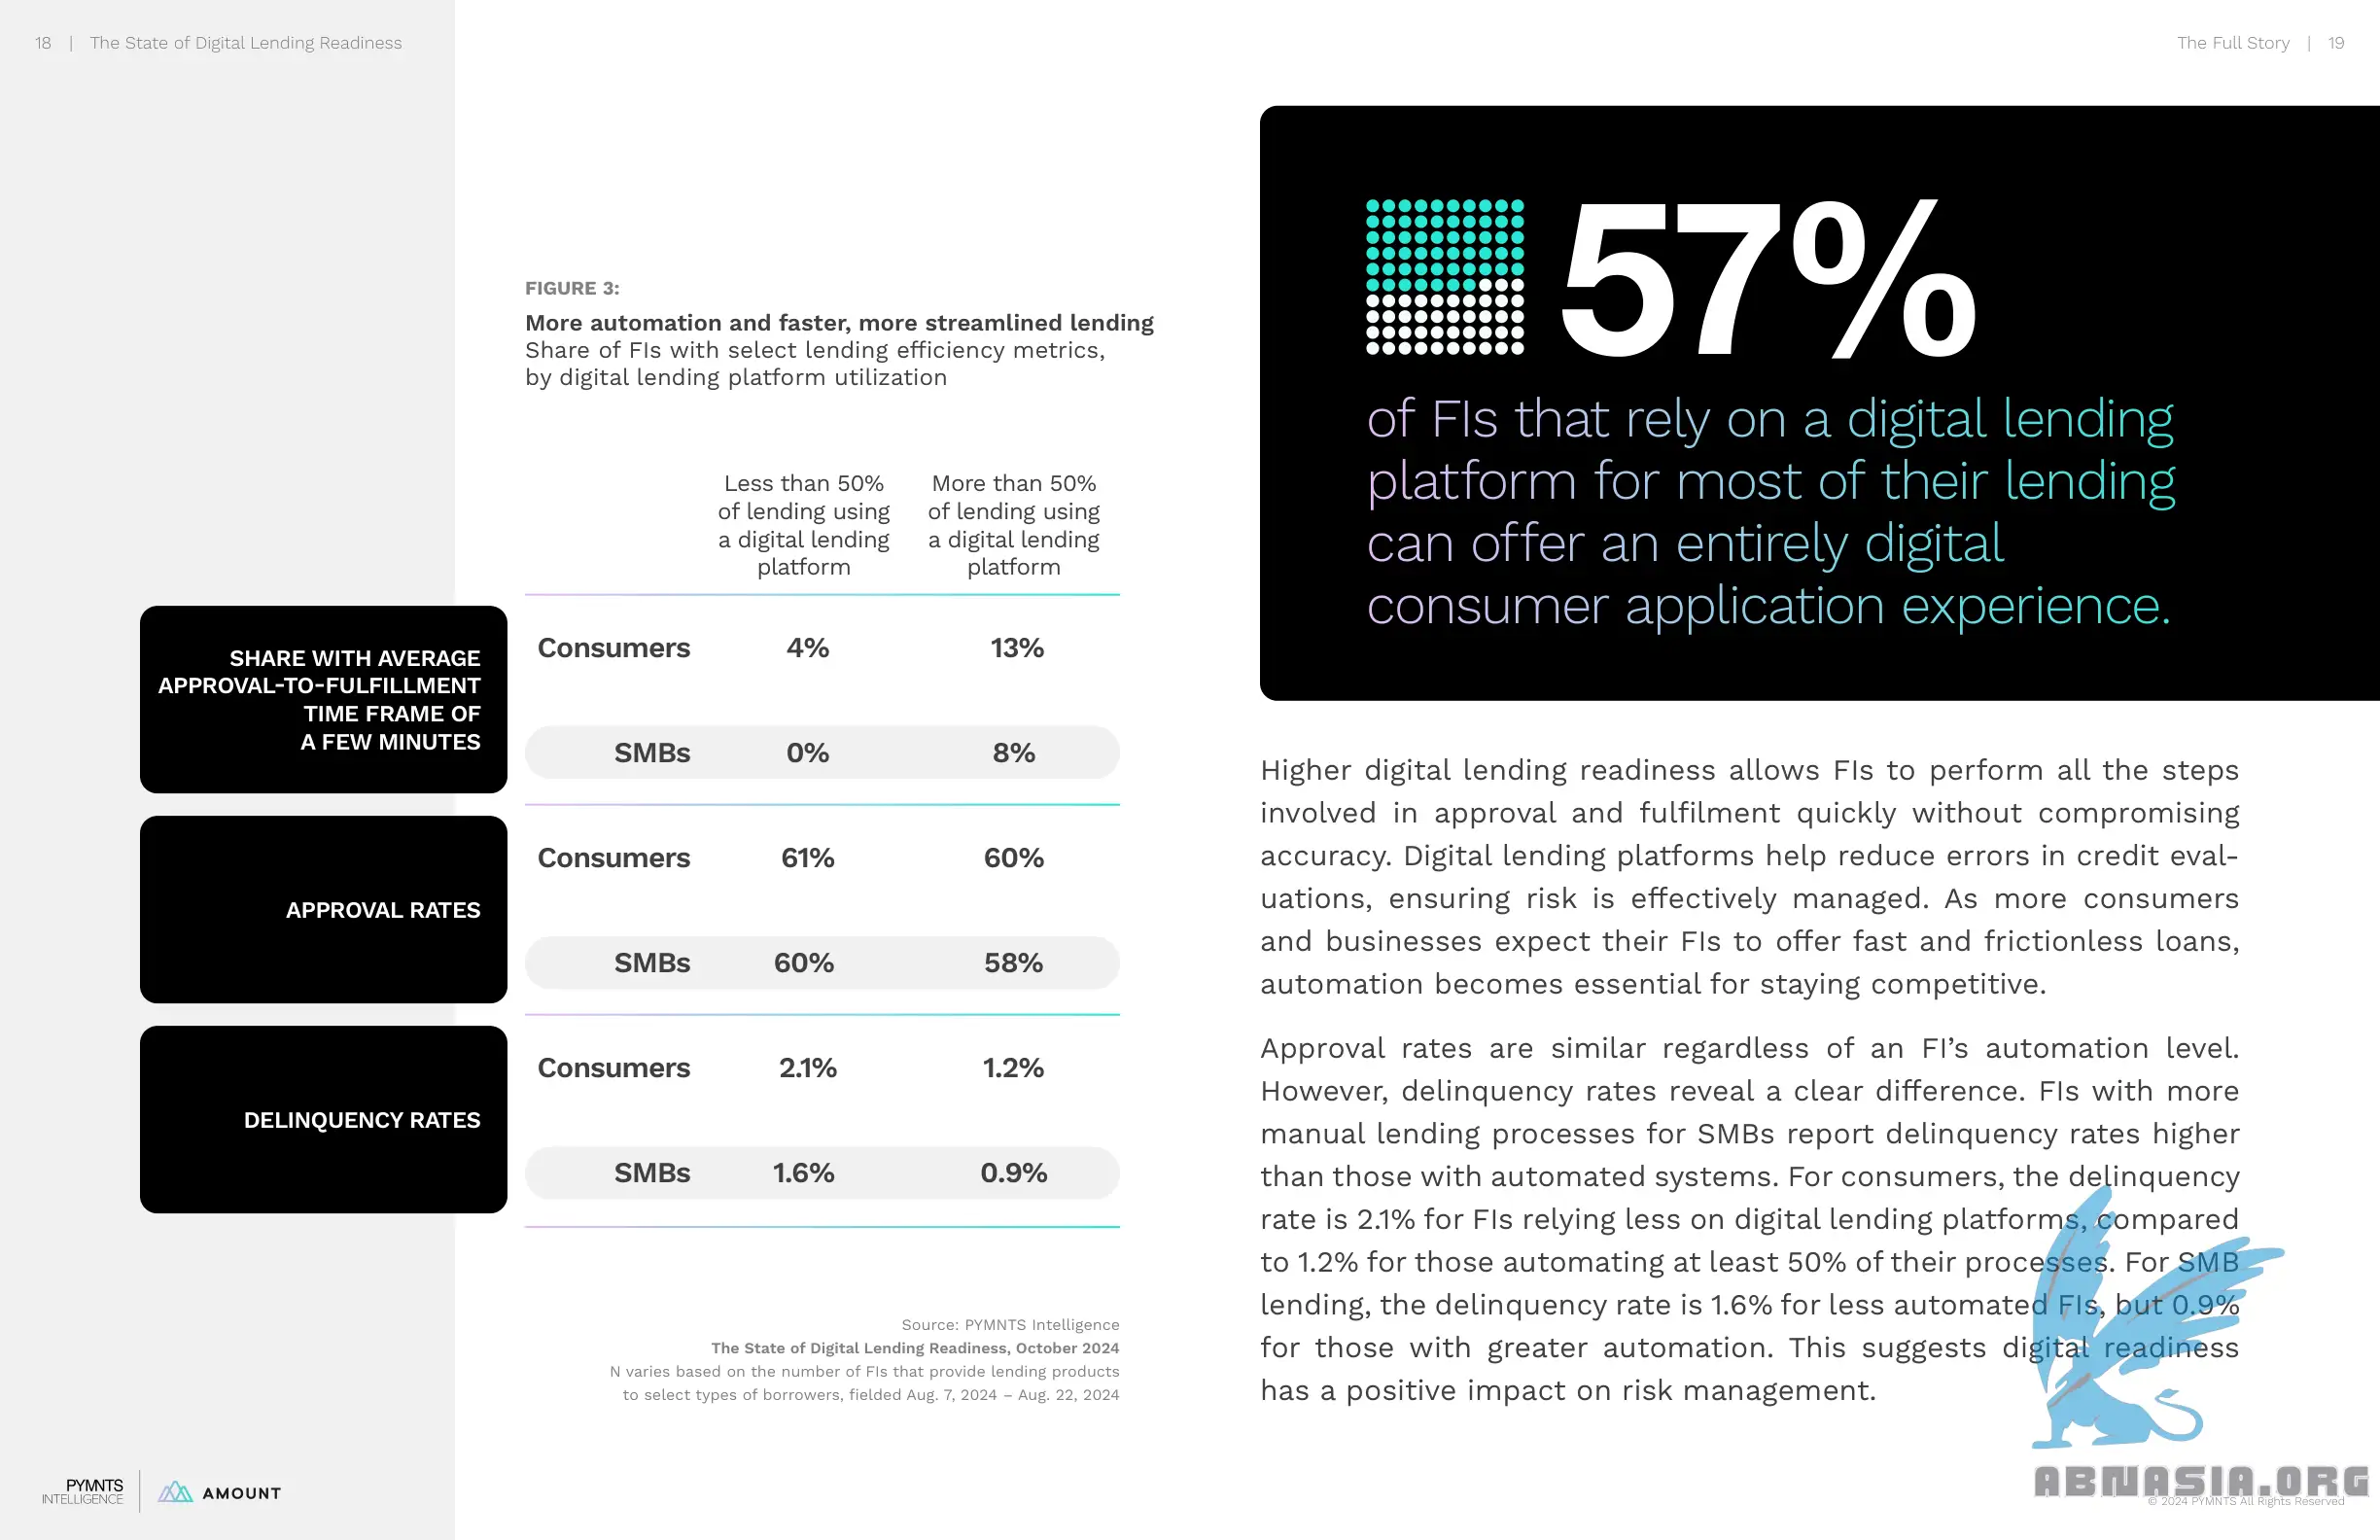 18 | The State of Digital Lending Readiness
FIGURE 3:
More automation and faster, more streamlined lending
Share of FIs with select lending efficiency metrics,
by digital lending platform utilization
Less than 50%
of lending using
a digital lending
platform
More than 50%
of lending using
a digital lending
platform
SHARE WITH AVERAGE
APPROVAL-TO-FULFILLMENT
TIME FRAME OF
A FEW MINUTES
Consumers 4% 13%
SMBs 0% 8%
APPROVAL RATES
Consumers 61% 60%
SMBs 60% 58%
DELINQUENCY RATES
Consumers 2.1% 1.2%
SMBs 1.6% 0.9%
Source: PYMNTS Intelligence
The State of Digital Lending Readiness, October 2024
N varies based on the number of FIs that provide lending products
to select types of borrowers, fielded Aug. 7, 2024 – Aug. 22, 2024
PYMNTS
INTELLIGENCE
AMOUNT
The Full Story | 19
57%
of FIs that rely on a digital lending
platform for most of their lending
can offer an entirely digital
consumer application experience.
Higher digital lending readiness allows FIs to perform all the steps
involved in approval and fulfilment quickly without compromising
accuracy. Digital lending platforms help reduce errors in credit eval-
uations, ensuring risk is effectively managed. As more consumers
and businesses expect their FIs to offer fast and frictionless loans,
automation becomes essential for staying competitive.
Approval rates are similar regardless of an FI’s automation level.
However, delinquency rates reveal a clear difference. FIs with more
manual lending processes for SMBs report delinquency rates higher
than those with automated systems. For consumers, the delinquency
rate is 2.1% for FIs relying less on digital lending platforms, compared
to 1.2% for those automating at least 50% of their processes. For SMB
lending, the delinquency rate is 1.6% for less automated FIs, but 0.9%
for those with greater automation. This suggests digital readiness
has a positive impact on risk management.
ABNASIA.ORG
© 2024 PYMNTS All Rights Reserved